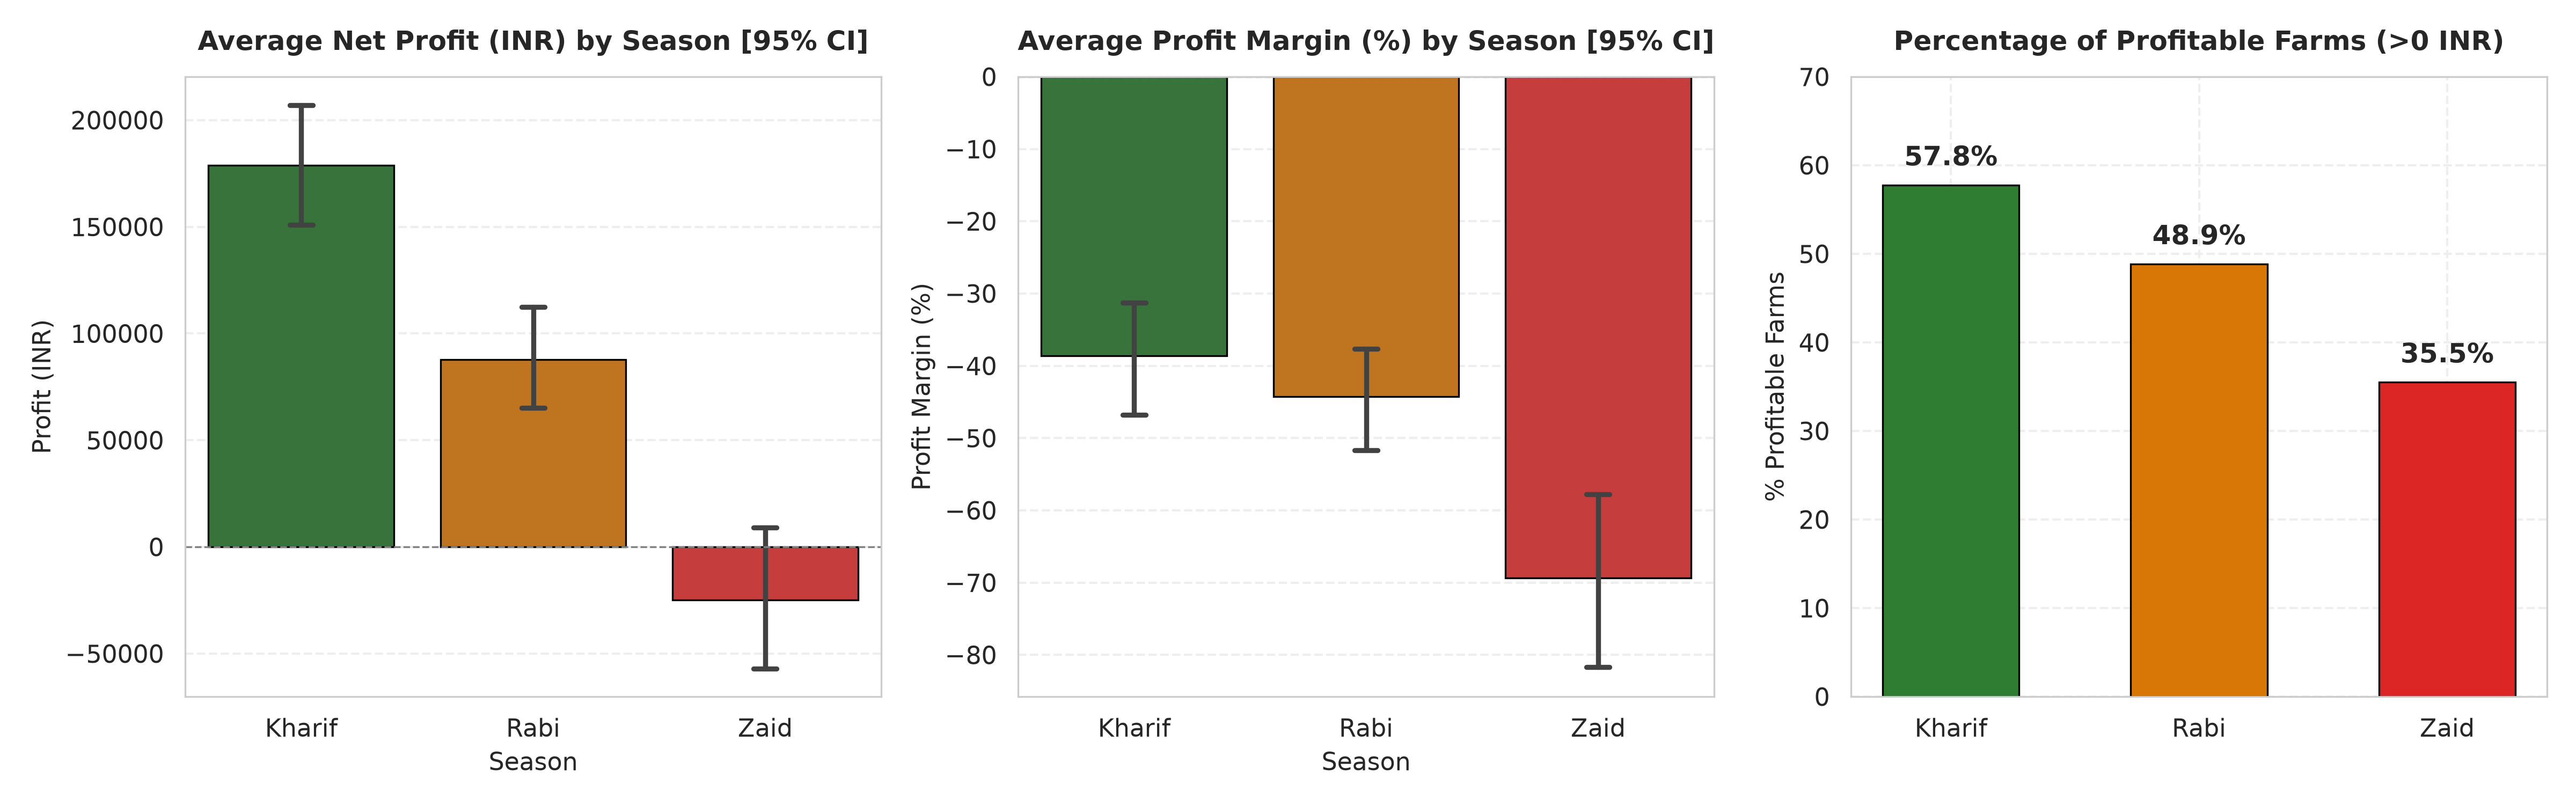 Average Net Profit (INR) by Season [95% CI]
Profit (INR)
200000
150000
100000
50000
0
−50000
Kharif
Rabi
Zaid
Season
Average Profit Margin (%) by Season [95% CI]
Profit Margin (%)
0
−10
−20
−30
−40
−50
−60
−70
−80
Kharif
Rabi
Zaid
Season
Percentage of Profitable Farms (>0 INR)
% Profitable Farms
70
60
50
40
30
20
10
0
57.8%
48.9%
35.5%
Kharif
Rabi
Zaid